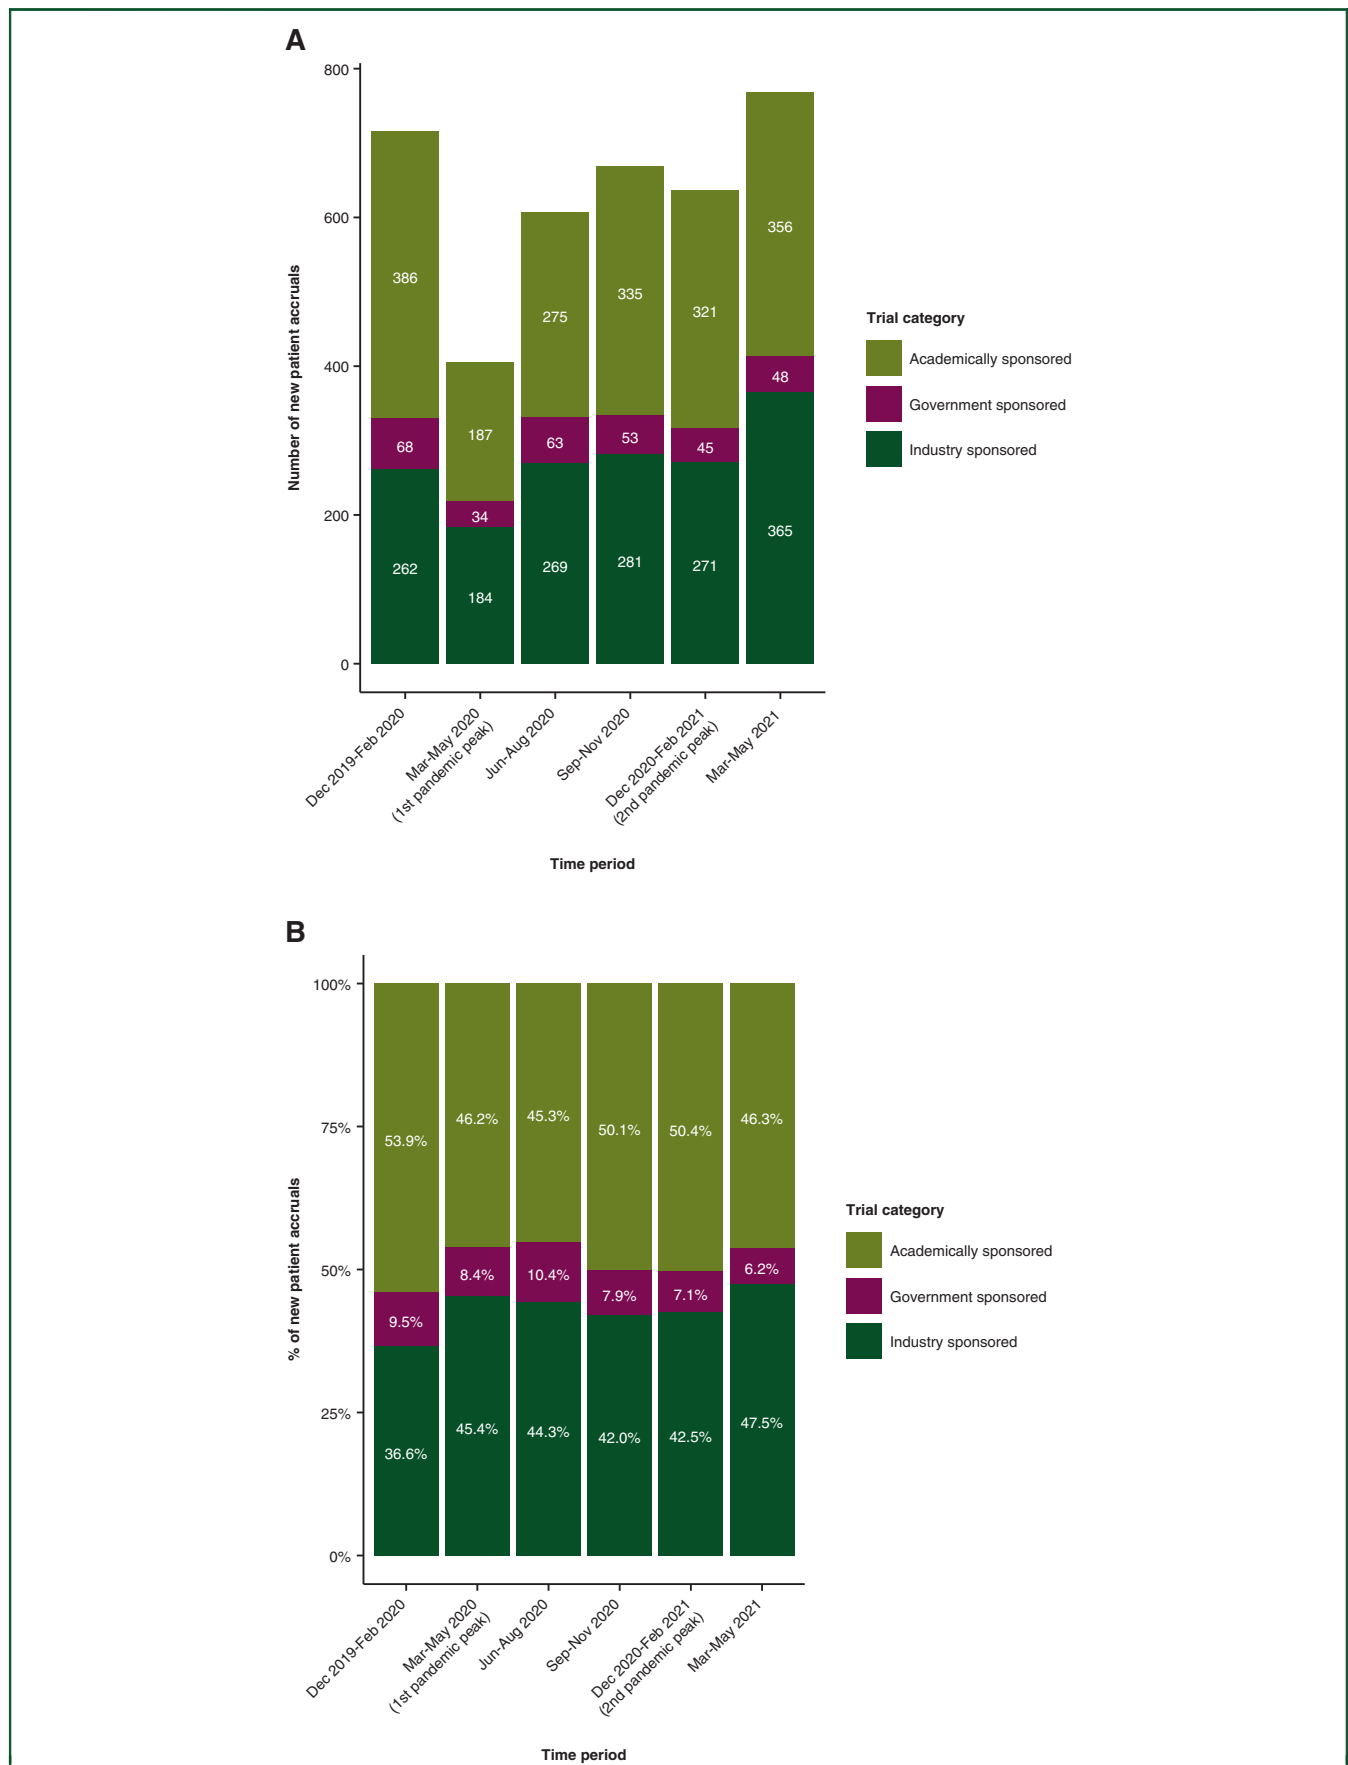 A
800
600
400
200
0
Number of new patient accruals
386
68
262
187
34
184
275
63
269
335
53
281
321
45
271
356
48
365
Dec 2019-Feb 2020
Mar-May 2020
(1st pandemic peak)
Jun-Aug 2020
Sep-Nov 2020
Dec 2020-Feb 2021
(2nd pandemic peak)
Mar-May 2021
Time period
Trial category
Academically sponsored
Government sponsored
Industry sponsored
B
100%
75%
50%
25%
0%
% of new patient accruals
53.9%
9.5%
36.6%
46.2%
8.4%
45.4%
45.3%
10.4%
44.3%
50.1%
7.9%
42.0%
50.4%
7.1%
42.5%
46.3%
6.2%
47.5%
Dec 2019-Feb 2020
Mar-May 2020
(1st pandemic peak)
Jun-Aug 2020
Sep-Nov 2020
Dec 2020-Feb 2021
(2nd pandemic peak)
Mar-May 2021
Time period
Trial category
Academically sponsored
Government sponsored
Industry sponsored